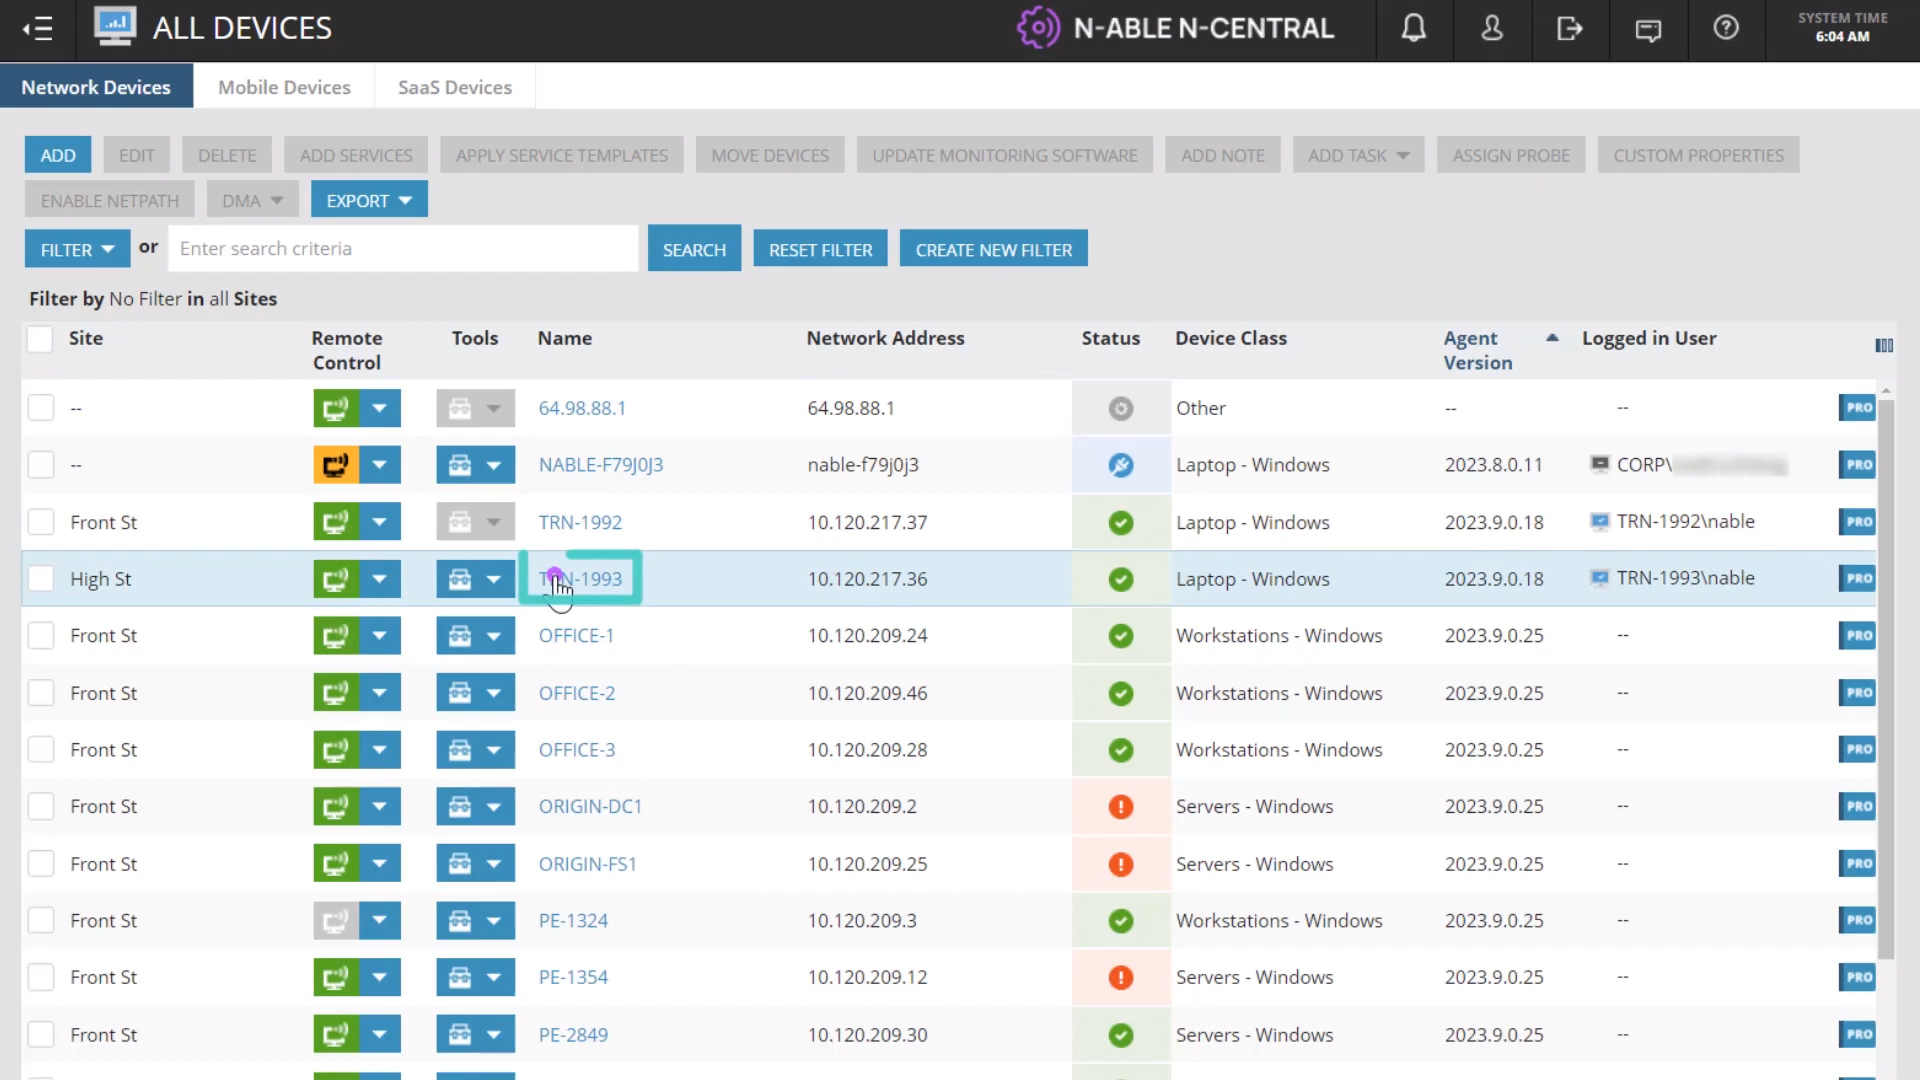 ALL DEVICES
N-ABLE N-CENTRAL
SYSTEM TIME
6:04 AM
Network Devices
Mobile Devices
SaaS Devices
ADD
EDIT
DELETE
ADD SERVICES
APPLY SERVICE TEMPLATES
MOVE DEVICES
UPDATE MONITORING SOFTWARE
ADD NOTE
ADD TASK
ASSIGN PROBE
CUSTOM PROPERTIES
ENABLE NETPATH
DMA
EXPORT
FILTER
or
Enter search criteria
SEARCH
RESET FILTER
CREATE NEW FILTER
Filter by No Filter in all Sites
Site
Remote Control
Tools
Name
Network Address
Status
Device Class
Agent Version
Logged in User
-- 64.98.88.1 64.98.88.1 Other -- -- PRO
-- NABLE-F79J0J3 nable-f79j0j3 Laptop - Windows 2023.8.0.11 CORP\ PRO
Front St TRN-1992 10.120.217.37 Laptop - Windows 2023.9.0.18 TRN-1992\nable PRO
High St TRN-1993 10.120.217.36 Laptop - Windows 2023.9.0.18 TRN-1993\nable PRO
Front St OFFICE-1 10.120.209.24 Workstations - Windows 2023.9.0.25 -- PRO
Front St OFFICE-2 10.120.209.46 Workstations - Windows 2023.9.0.25 -- PRO
Front St OFFICE-3 10.120.209.28 Workstations - Windows 2023.9.0.25 -- PRO
Front St ORIGIN-DC1 10.120.209.2 Servers - Windows 2023.9.0.25 -- PRO
Front St ORIGIN-FS1 10.120.209.25 Servers - Windows 2023.9.0.25 -- PRO
Front St PE-1324 10.120.209.3 Workstations - Windows 2023.9.0.25 -- PRO
Front St PE-1354 10.120.209.12 Servers - Windows 2023.9.0.25 -- PRO
Front St PE-2849 10.120.209.30 Servers - Windows 2023.9.0.25 -- PRO